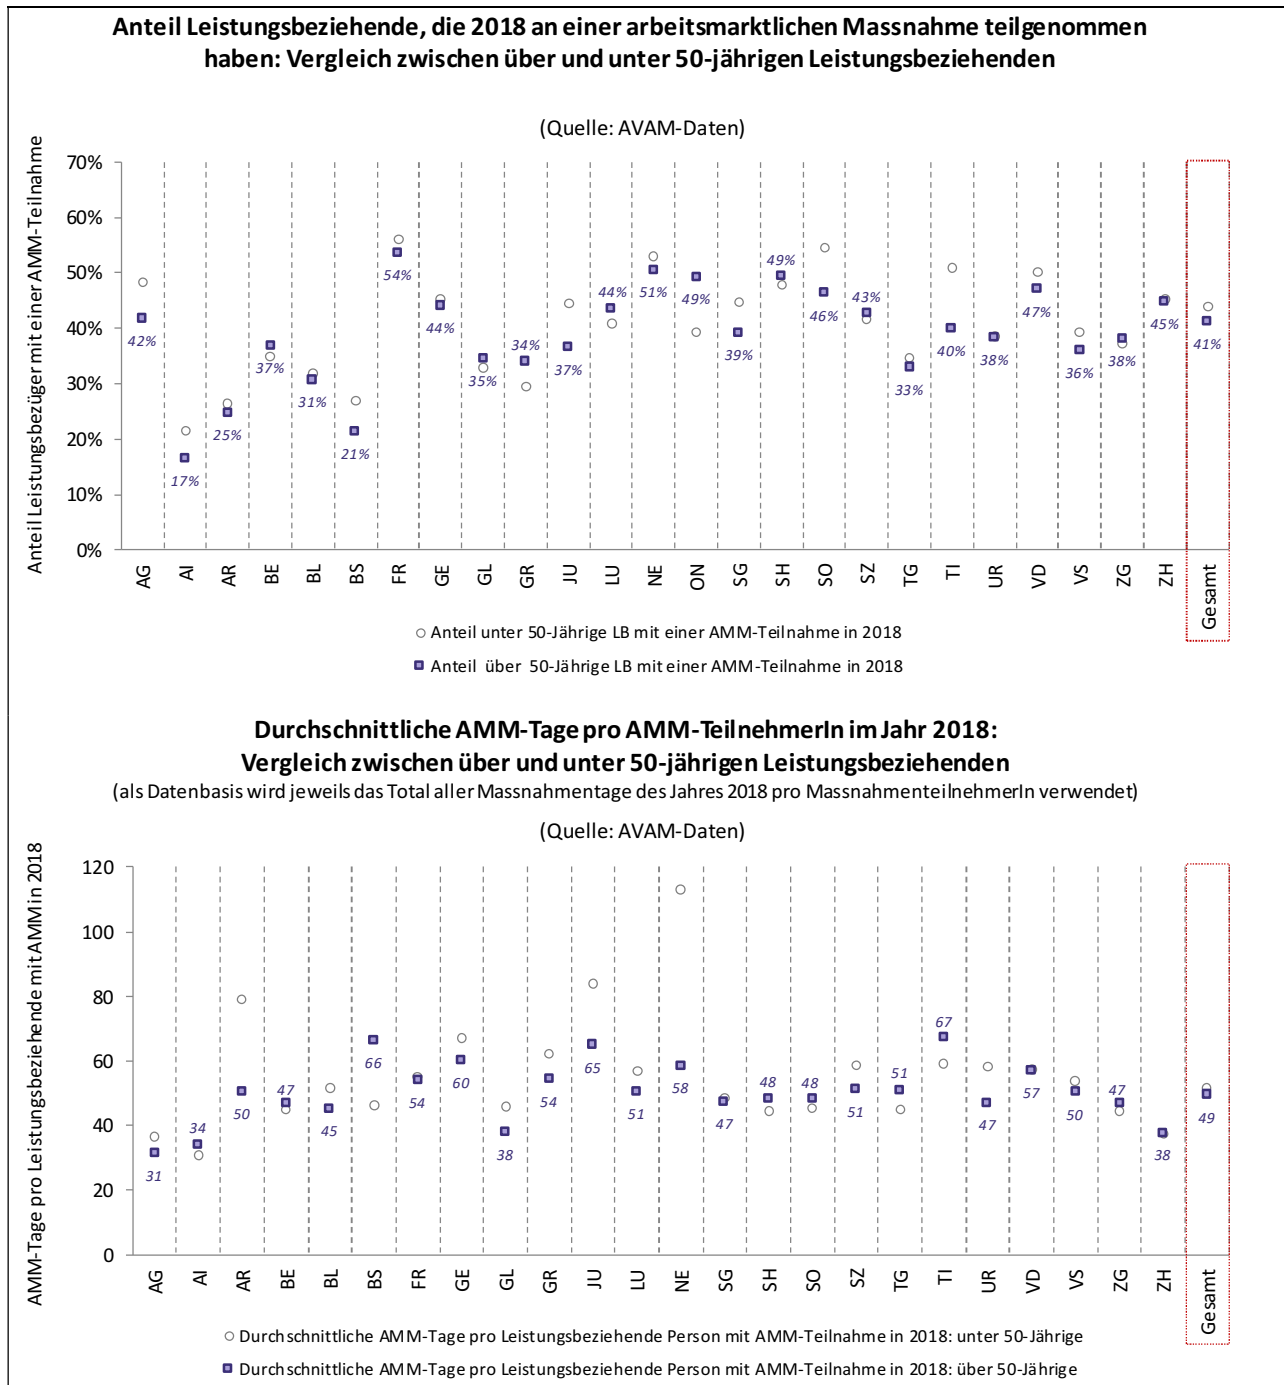 Anteil Leistungsbeziehende, die 2018 an einer arbeitsmarktlichen Massnahme teilgenommen
haben: Vergleich zwischen über und unter 50-jährigen Leistungsbeziehenden
(Quelle: AVAM-Daten)
Anteil Leistungsbezüger mit einer AMM-Teilnahme
70%
60%
50%
40%
30%
20%
10%
0%
42%
17%
25%
37%
31%
21%
54%
44%
35%
34%
37%
44%
51%
49%
39%
49%
46%
43%
33%
40%
38%
47%
36%
38%
45%
41%
AG
AI
AR
BE
BL
BS
FR
GE
GL
GR
JU
LU
NE
ON
SG
SH
SO
SZ
TG
TI
UR
VD
VS
ZG
ZH
Gesamt
Anteil unter 50-Jährige LB mit einer AMM-Teilnahme in 2018
Anteil über 50-Jährige LB mit einer AMM-Teilnahme in 2018
Durchschnittliche AMM-Tage pro AMM-TeilnehmerIn im Jahr 2018:
Vergleich zwischen über und unter 50-jährigen Leistungsbeziehenden
(als Datenbasis wird jeweils das Total aller Massnahmentage des Jahres 2018 pro MassnahmenteilnehmerIn verwendet)
(Quelle: AVAM-Daten)
AMM-Tage pro Leistungsbeziehende mit AMM in 2018
120
100
80
60
40
20
0
31
34
50
47
45
66
54
60
38
54
65
51
58
47
48
48
51
51
67
47
57
50
47
38
49
AG
AI
AR
BE
BL
BS
FR
GE
GL
GR
JU
LU
NE
SG
SH
SO
SZ
TG
TI
UR
VD
VS
ZG
ZH
Gesamt
Durchschnittliche AMM-Tage pro Leistungsbeziehende Person mit AMM-Teilnahme in 2018: unter 50-Jährige
Durchschnittliche AMM-Tage pro Leistungsbeziehende Person mit AMM-Teilnahme in 2018: über 50-Jährige